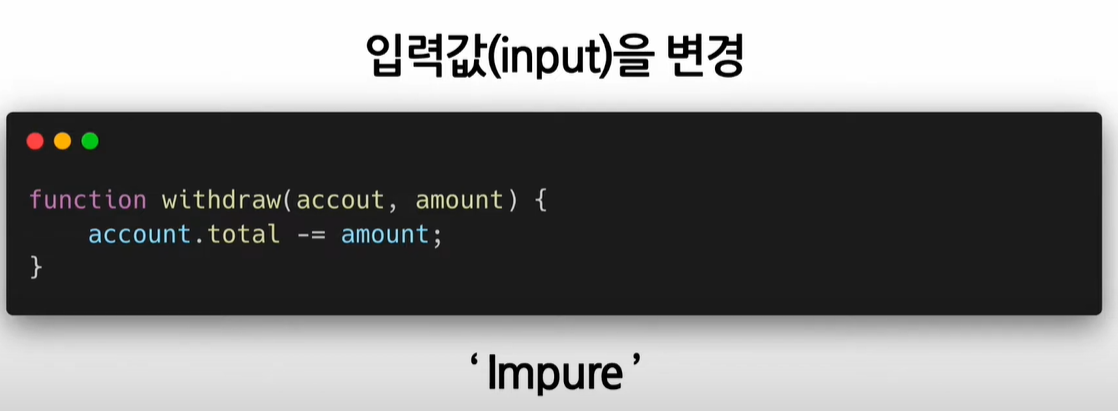 입력값(input)을 변경
function withdraw(accout, amount) {
    account.total -= amount;
}
‘ Impure ’